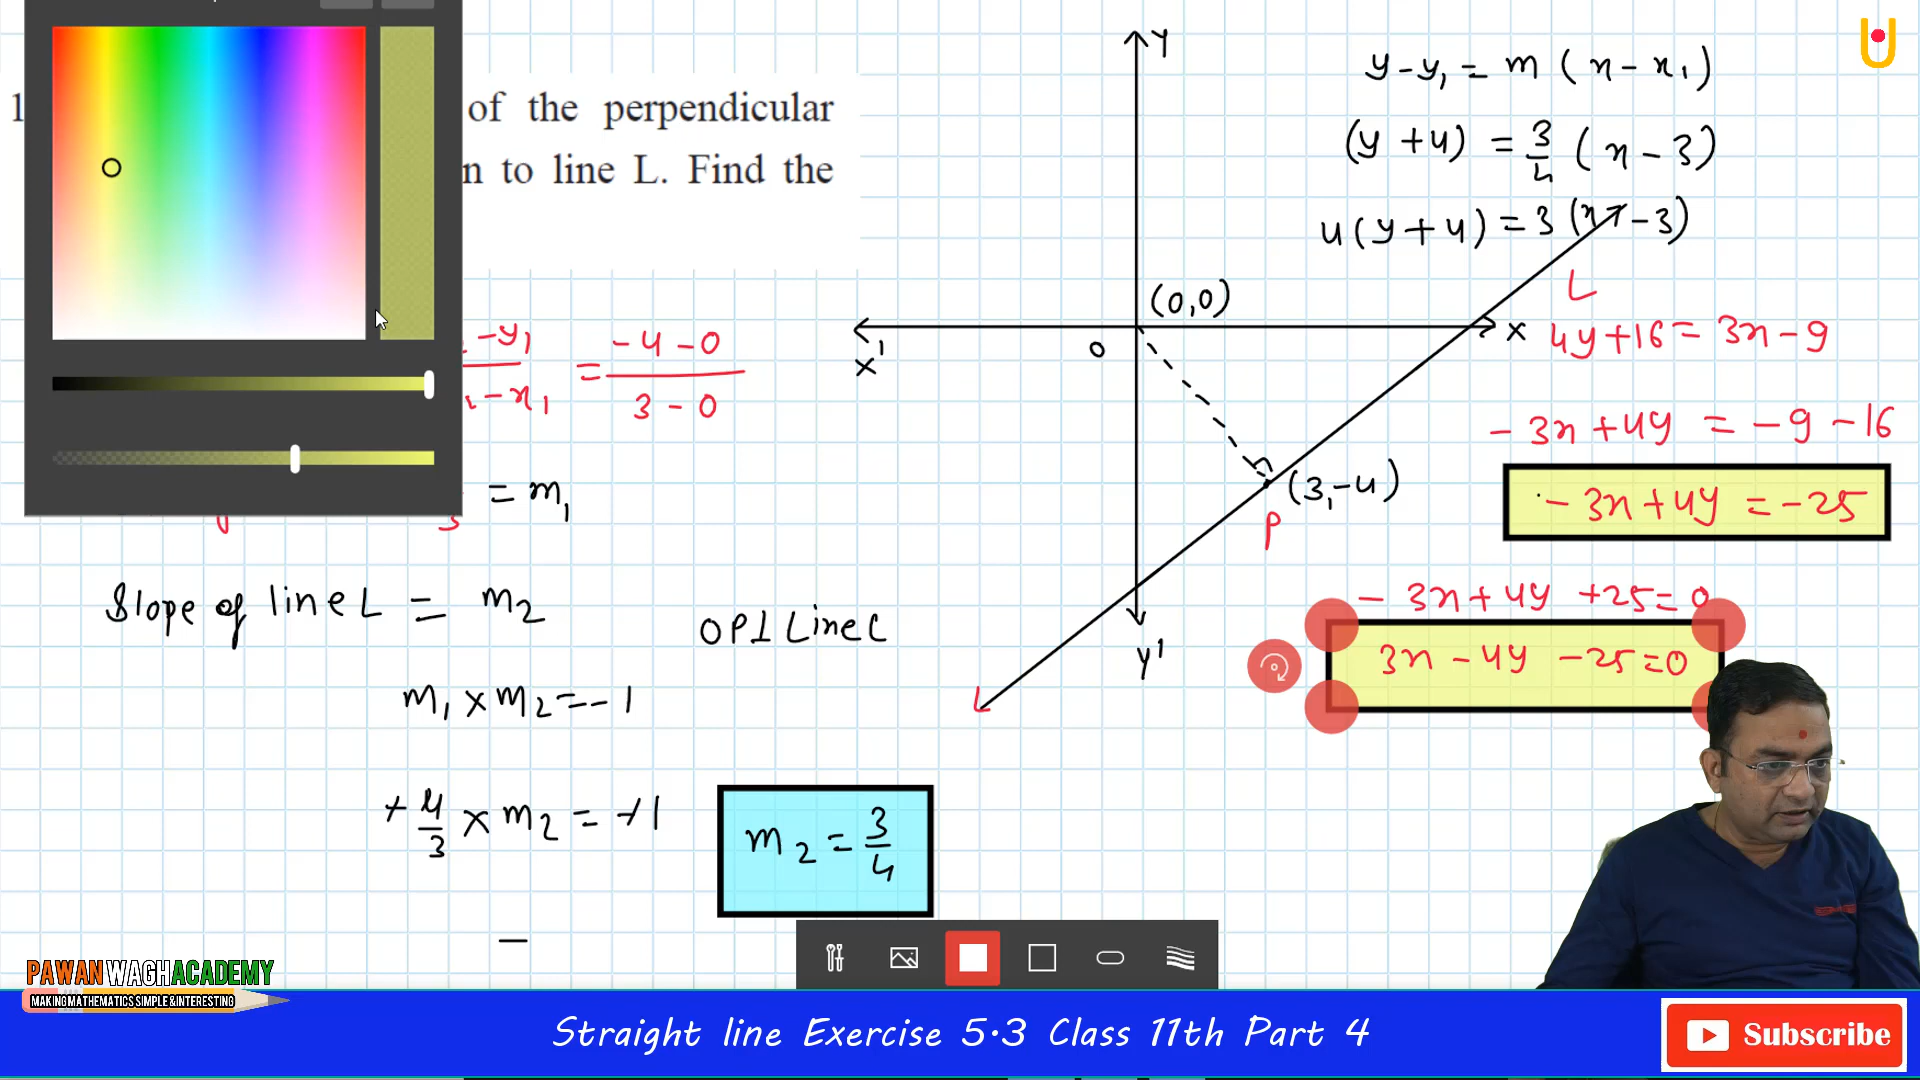 1 of the perpendicular
n to line L. Find the
-y₁ = -4 - 0
-x₁ 3 - 0
= m₁
3
Slope of line L = m₂
OP⊥ Line L
m₁ x m₂ = -1
+ 4/3 x m₂ = +1
m₂ = 3/4
Y
(0,0)
X'
O
X
L
(3,-4)
P
Y'
y - y₁ = m (x - x₁)
(y + 4) = 3/4 (x - 3)
4(y+4) = 3 (x - 3)
4y+16 = 3x - 9
- 3x + 4y = -9 - 16
- 3x + 4y = -25
- 3x + 4y + 25 = 0
3x - 4y - 25 = 0
PAWAN WAGH ACADEMY
MAKING MATHEMATICS SIMPLE & INTERESTING
Straight line Exercise 5.3 Class 11th Part 4
Subscribe